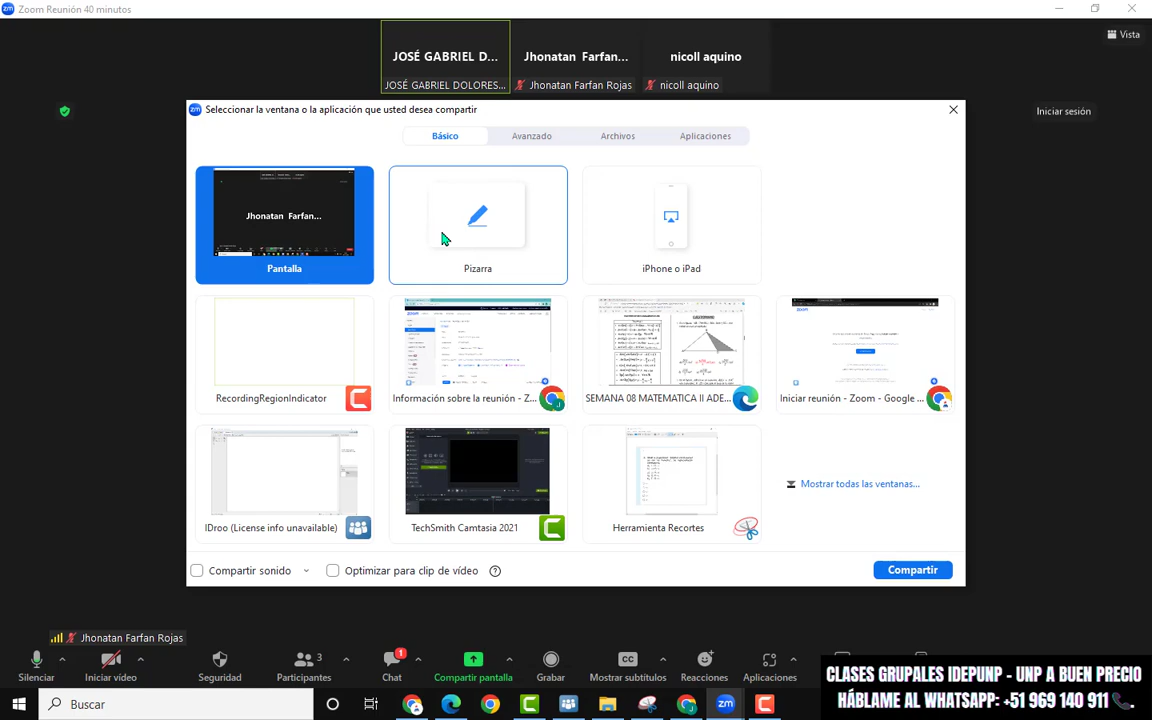 zm Zoom Reunión 40 minutos
Vista
JOSÉ GABRIEL D...
JOSÉ GABRIEL DOLORES...
Jhonatan Farfan...
Jhonatan Farfan Rojas
nicoll aquino
nicoll aquino
Iniciar sesión
zm Seleccionar la ventana o la aplicación que usted desea compartir
Básico
Avanzado
Archivos
Aplicaciones
Jhonatan Farfan...
Pantalla
Pizarra
iPhone o iPad
RecordingRegionIndicator
Información sobre la reunión - Z...
SEMANA 08 MATEMATICA II ADE...
Iniciar reunión - Zoom - Google ...
IDroo (License info unavailable)
TechSmith Camtasia 2021
Herramienta Recortes
Mostrar todas las ventanas...
Compartir sonido
Optimizar para clip de vídeo
Compartir
Jhonatan Farfan Rojas
Silenciar
Iniciar video
Seguridad
3
Participantes
1
Chat
Compartir pantalla
Grabar
CC
Mostrar subtítulos
Reacciones
Aplicaciones
CLASES GRUPALES IDEPUNP - UNP A BUEN PRECIO
HÁBLAME AL WHATSAPP: +51 969 140 911
Buscar
zm